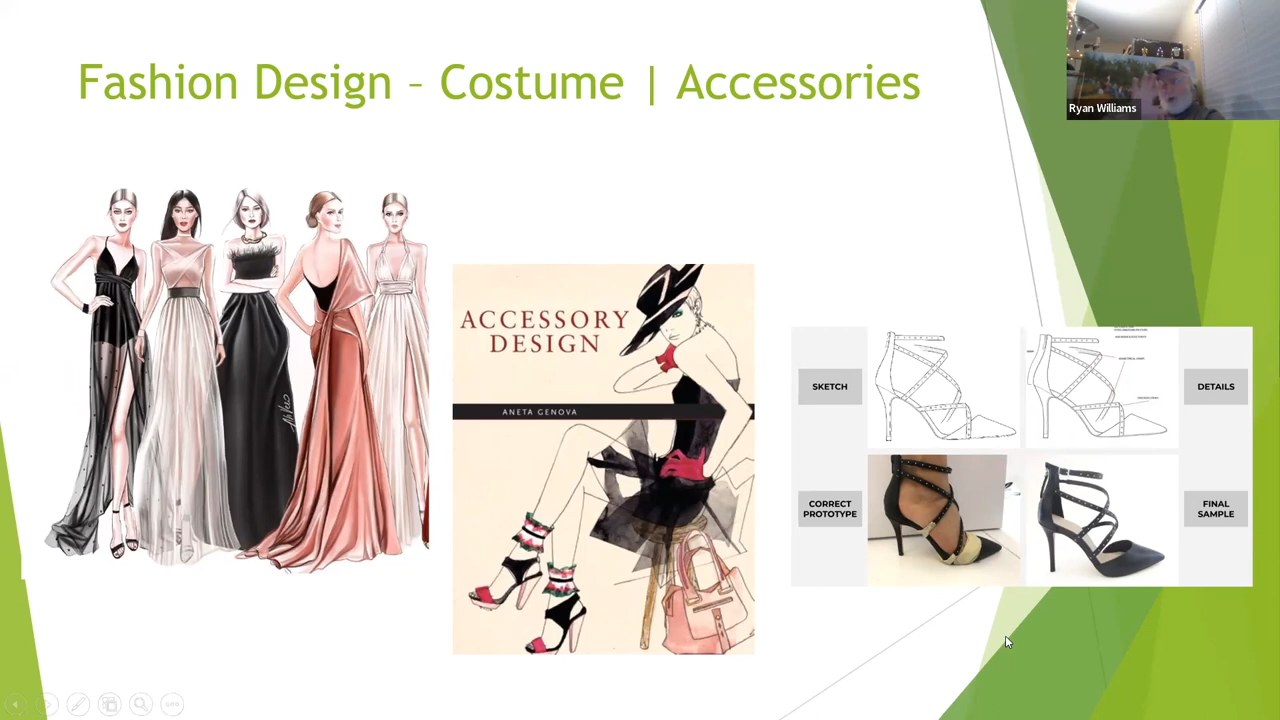 Fashion Design – Costume | Accessories
Ryan Williams
ACCESSORY
DESIGN
ANETA GENOVA
SKETCH
DETAILS
CORRECT
PROTOTYPE
FINAL
SAMPLE